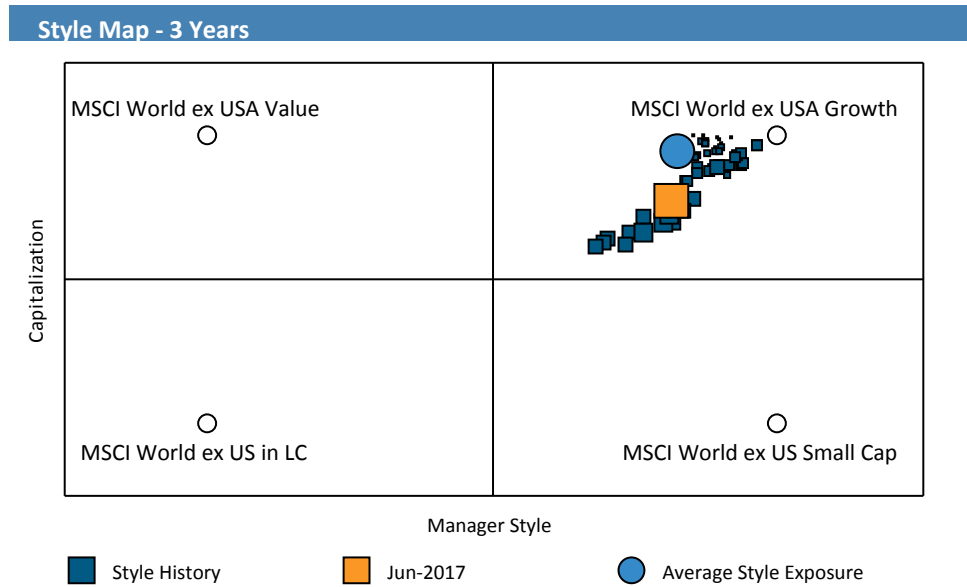 Style Map - 3 Years
MSCI World ex USA Value
MSCI World ex USA Growth
Capitalization
MSCI World ex US in LC
MSCI World ex US Small Cap
Manager Style
Style History
Jun-2017
Average Style Exposure